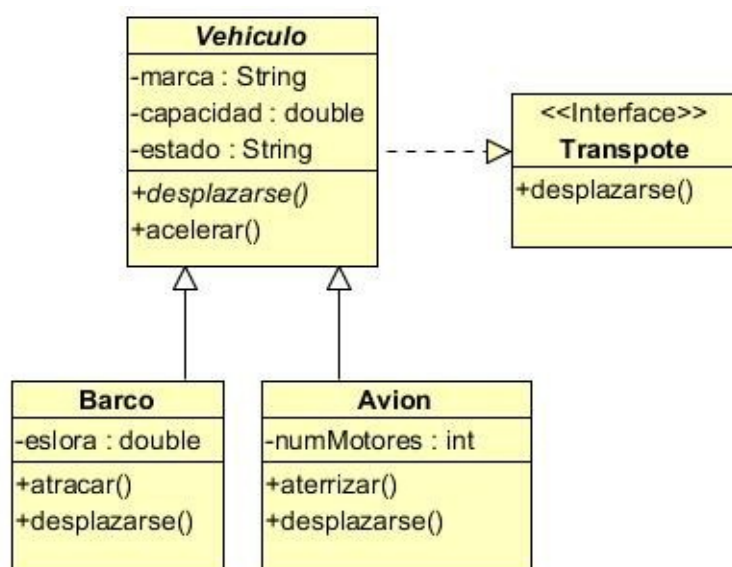 Vehiculo
-marca : String
-capacidad : double
-estado : String
+desplazarse()
+acelerar()
<<Interface>>
Transpote
+desplazarse()
Barco
-eslora : double
+atracar()
+desplazarse()
Avion
-numMotores : int
+aterrizar()
+desplazarse()